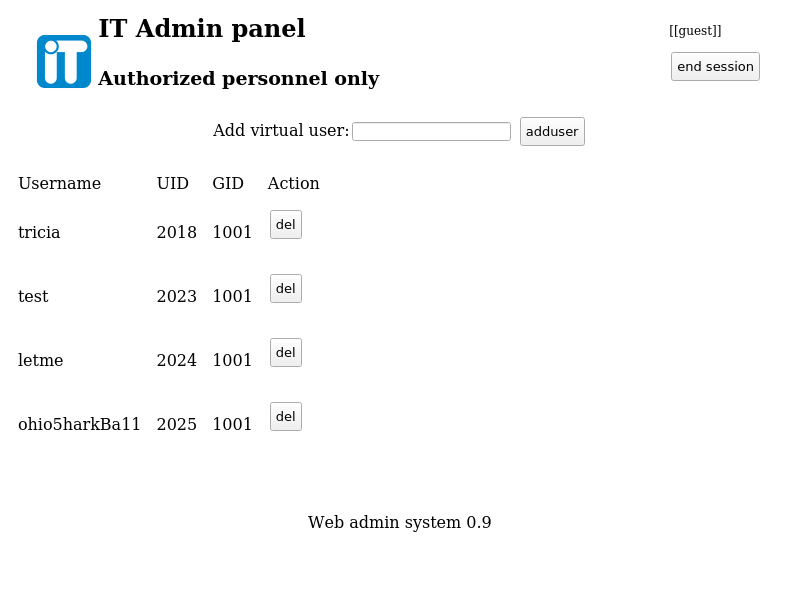 IT Admin panel
[[guest]]
iT
Authorized personnel only
end session
Add virtual user: adduser
Username UID GID Action
tricia 2018 1001 del
test 2023 1001 del
letme 2024 1001 del
ohio5harkBa11 2025 1001 del
Web admin system 0.9